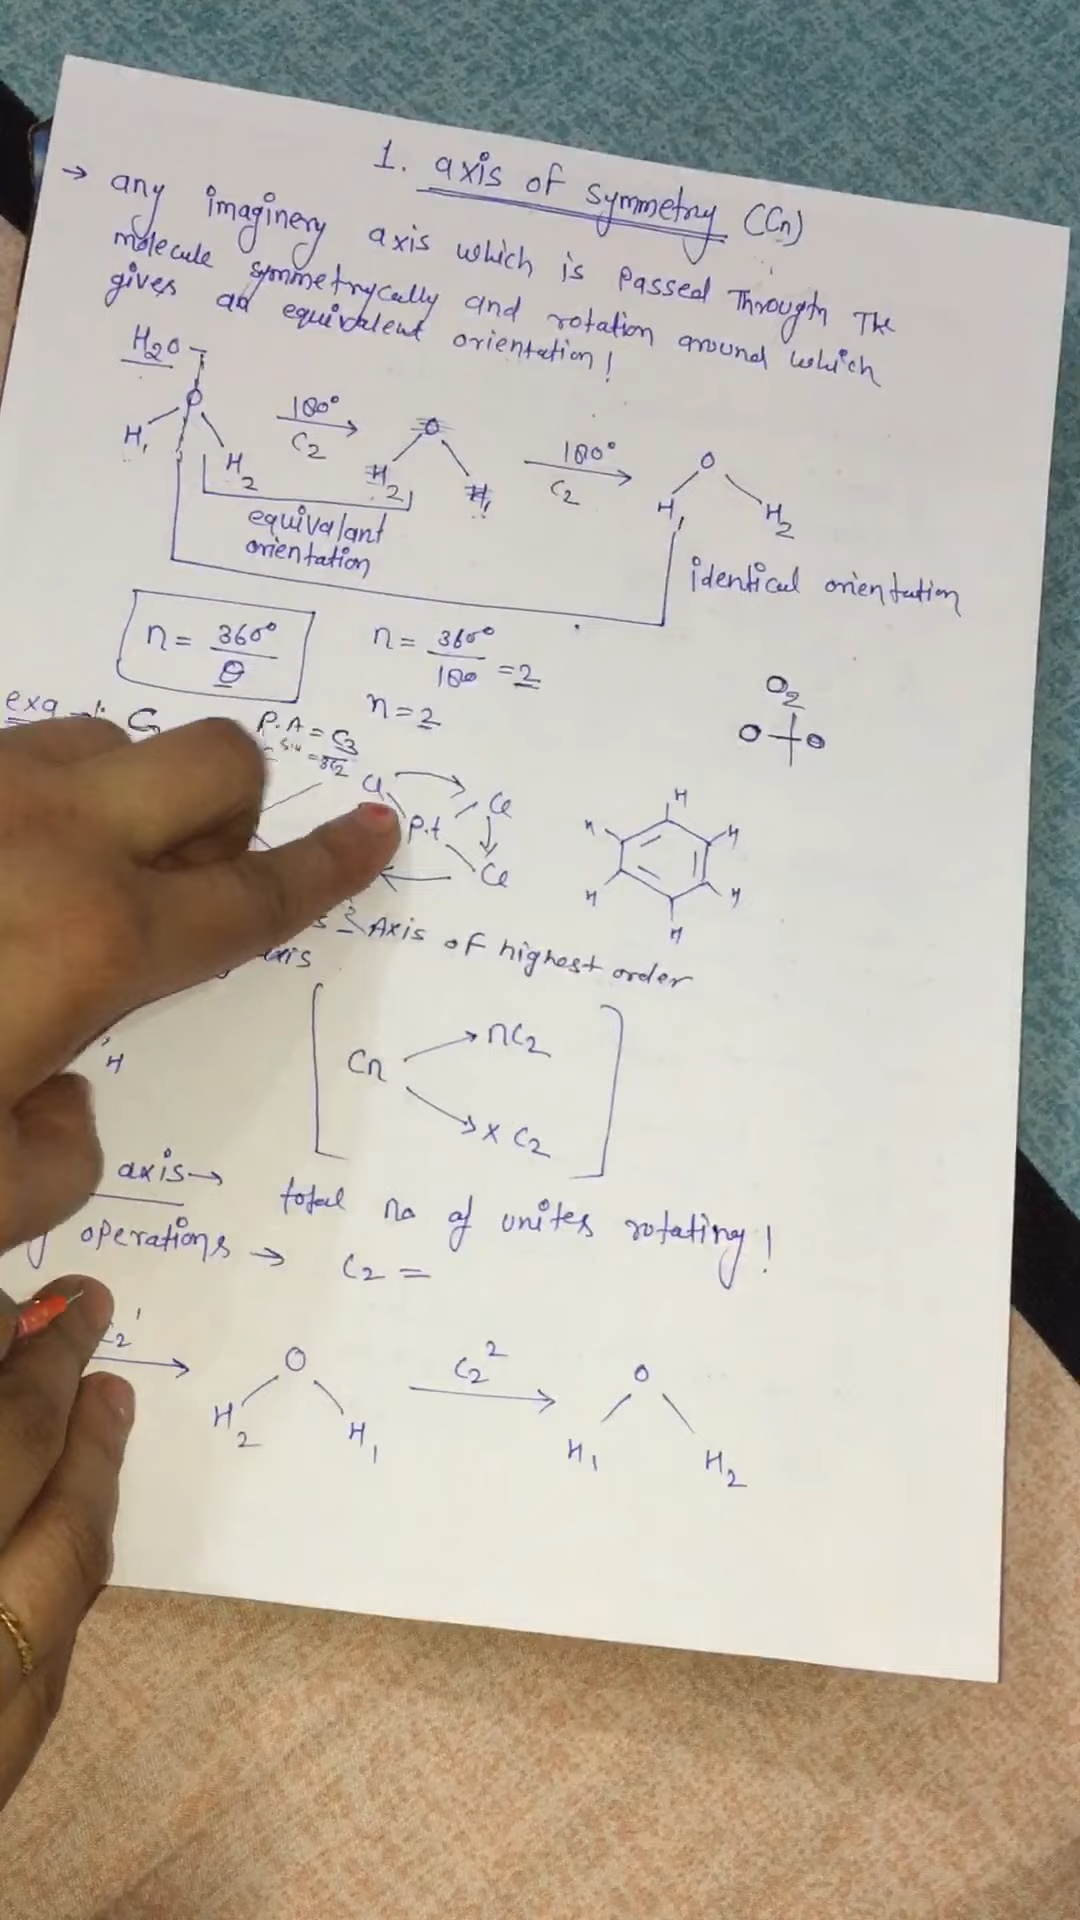 1. axis of symmetry (Cn)
→ any imaginery axis which is passed Through The
molecule symmetrycally and rotation around which
gives an equivalent orientation!
H2O
O H1 H2
180°
C2
O H2 H1
180°
C2
O H1 H2
equivalant
orientation
identical orientation
n = 360° / θ
n = 360° / 180 = 2
n = 2
O2
O O
exa
P.A = C3
Cl Cl
P.t
Cl
H H H H H H
Axis of highest order
Cn → nC2
→ x C2
H
axis → total no of unites rotating!
operations → C2 =
O H2 H1
C2²
O H1 H2